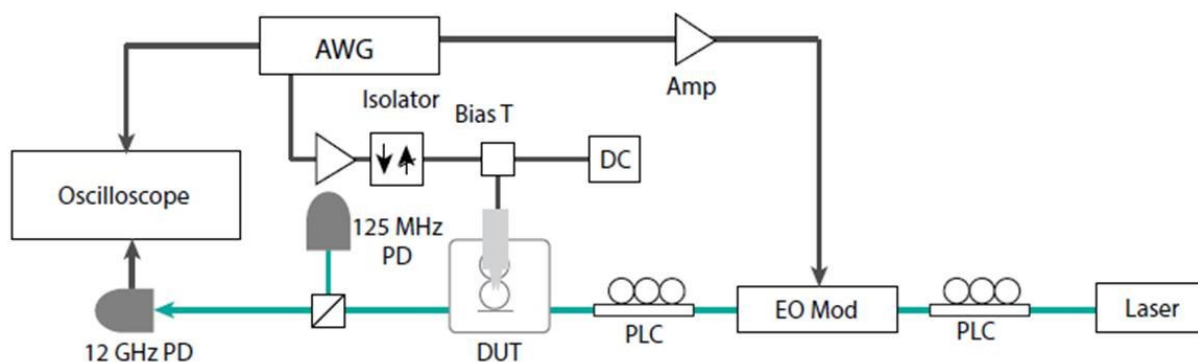 AWG
Amp
Isolator
Bias T
DC
Oscilloscope
125 MHz
PD
EO Mod
Laser
PLC
PLC
12 GHz PD
DUT